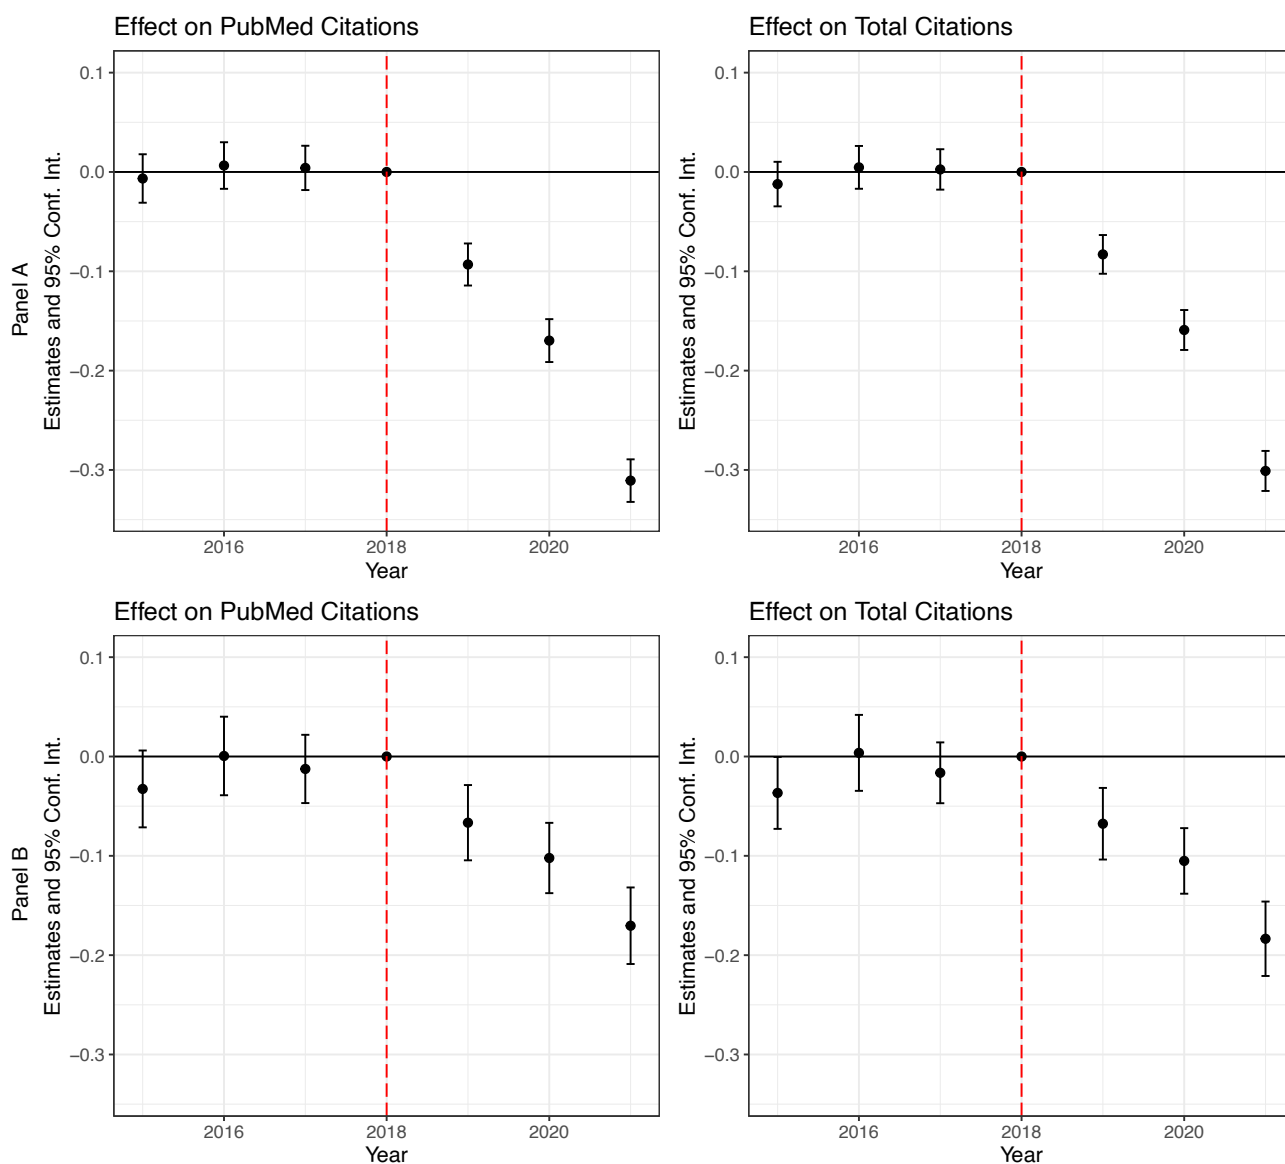 Effect on PubMed Citations
Effect on Total Citations
Panel A
Estimates and 95% Conf. Int.
0.1
0.0
−0.1
−0.2
−0.3
2016
2018
2020
Year
Estimates and 95% Conf. Int.
0.1
0.0
−0.1
−0.2
−0.3
2016
2018
2020
Year
Effect on PubMed Citations
Effect on Total Citations
Panel B
Estimates and 95% Conf. Int.
0.1
0.0
−0.1
−0.2
−0.3
2016
2018
2020
Year
Estimates and 95% Conf. Int.
0.1
0.0
−0.1
−0.2
−0.3
2016
2018
2020
Year